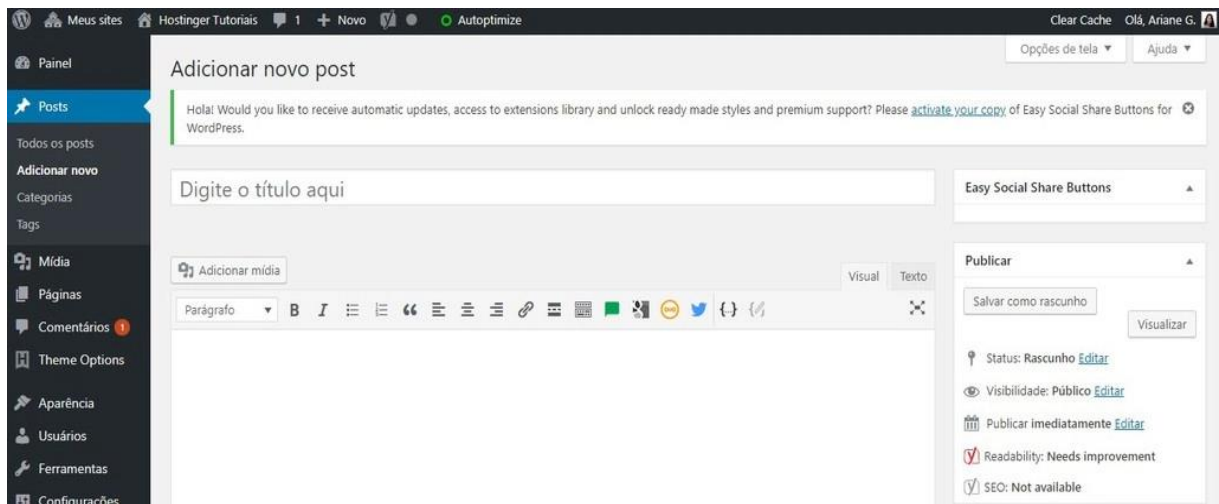 Meus sites Hostinger Tutoriais 1 + Novo Autoptimize Clear Cache Olá, Ariane G.
Opções de tela ▼ Ajuda ▼
Painel
Posts
Todos os posts
Adicionar novo
Categorias
Tags
Mídia
Páginas
Comentários 1
Theme Options
Aparência
Usuários
Ferramentas
Configurações
Adicionar novo post
Hola! Would you like to receive automatic updates, access to extensions library and unlock ready made styles and premium support? Please activate your copy of Easy Social Share Buttons for
WordPress.
Digite o título aqui
Adicionar mídia
Visual Texto
Parágrafo ▼ B I
Easy Social Share Buttons
Publicar
Salvar como rascunho
Visualizar
Status: Rascunho Editar
Visibilidade: Público Editar
Publicar imediatamente Editar
Readability: Needs improvement
SEO: Not available